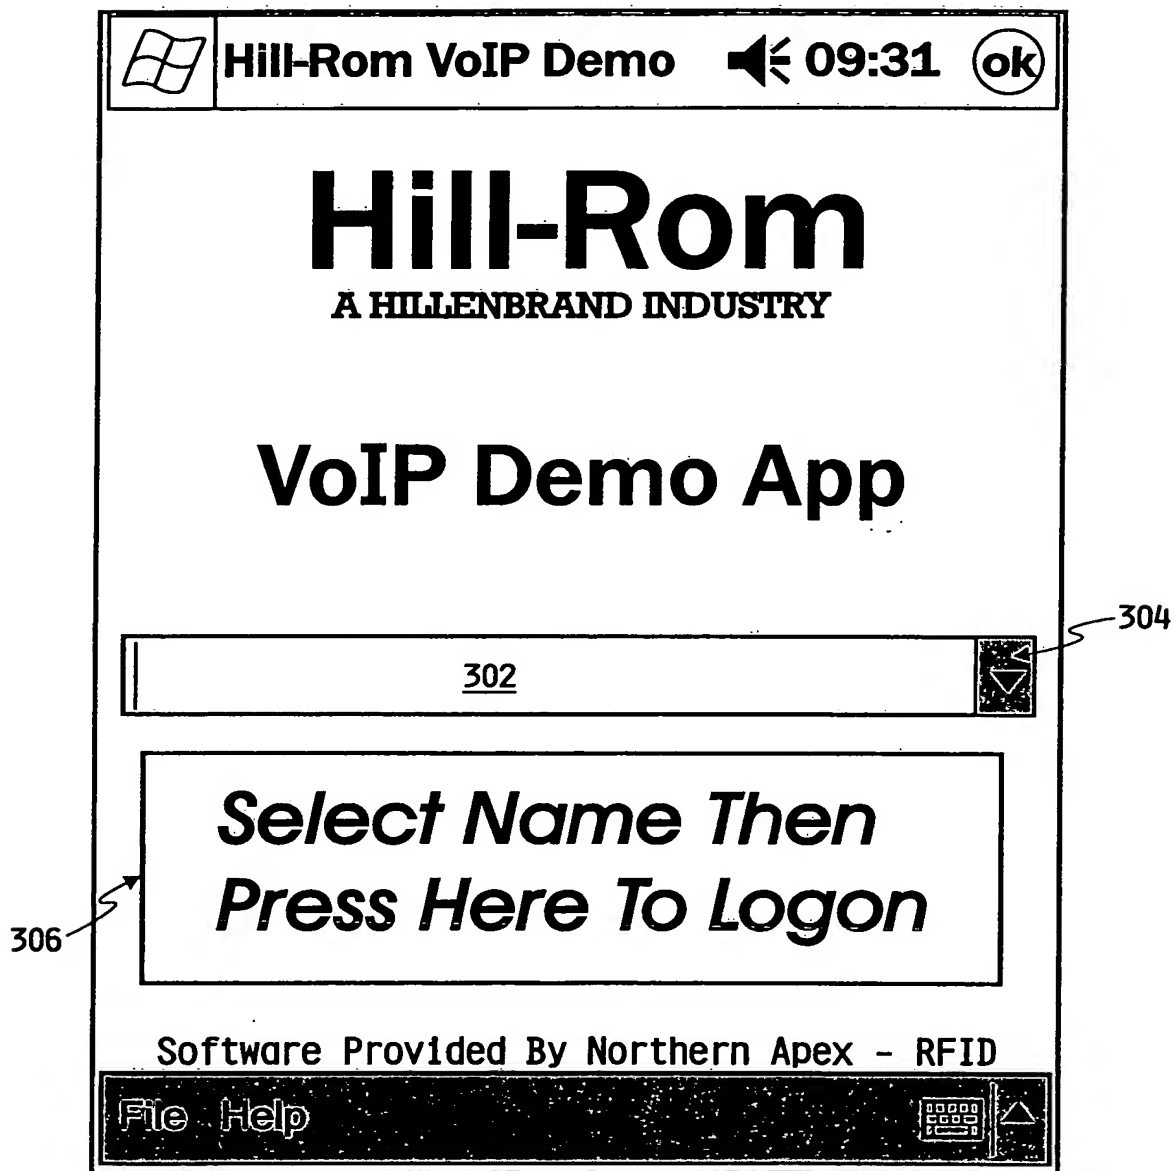 Hill-Rom VoIP Demo 09:31 ok
Hill-Rom
A HILLENBRAND INDUSTRY
VoIP Demo App
304
302
Select Name Then
Press Here To Logon
306
Software Provided By Northern Apex - RFID
File Help